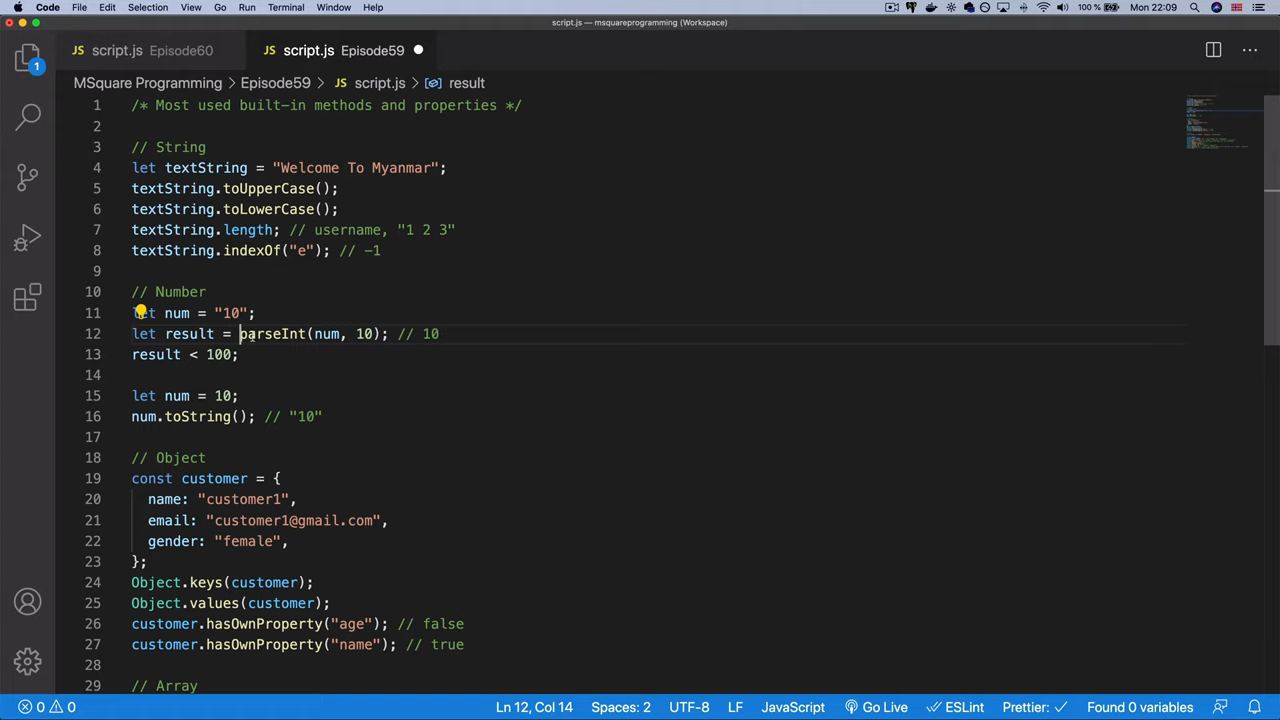 Code File Edit Selection View Go Run Terminal Window Help 100 % Mon 22:09
script.js — msquareprogramming (Workspace)
JS script.js Episode60 JS script.js Episode59
1
MSquare Programming > Episode59 > JS script.js > result
1 /* Most used built-in methods and properties */
2
3 // String
4 let textString = "Welcome To Myanmar";
5 textString.toUpperCase();
6 textString.toLowerCase();
7 textString.length; // username, "1 2 3"
8 textString.indexOf("e"); // -1
9
10 // Number
11 let num = "10";
12 let result = parseInt(num, 10); // 10
13 result < 100;
14
15 let num = 10;
16 num.toString(); // "10"
17
18 // Object
19 const customer = {
20 name: "customer1",
21 email: "customer1@gmail.com",
22 gender: "female",
23 };
24 Object.keys(customer);
25 Object.values(customer);
26 customer.hasOwnProperty("age"); // false
27 customer.hasOwnProperty("name"); // true
28
29 // Array
0 0 Ln 12, Col 14 Spaces: 2 UTF-8 LF JavaScript Go Live ESLint Prettier: ✓ Found 0 variables